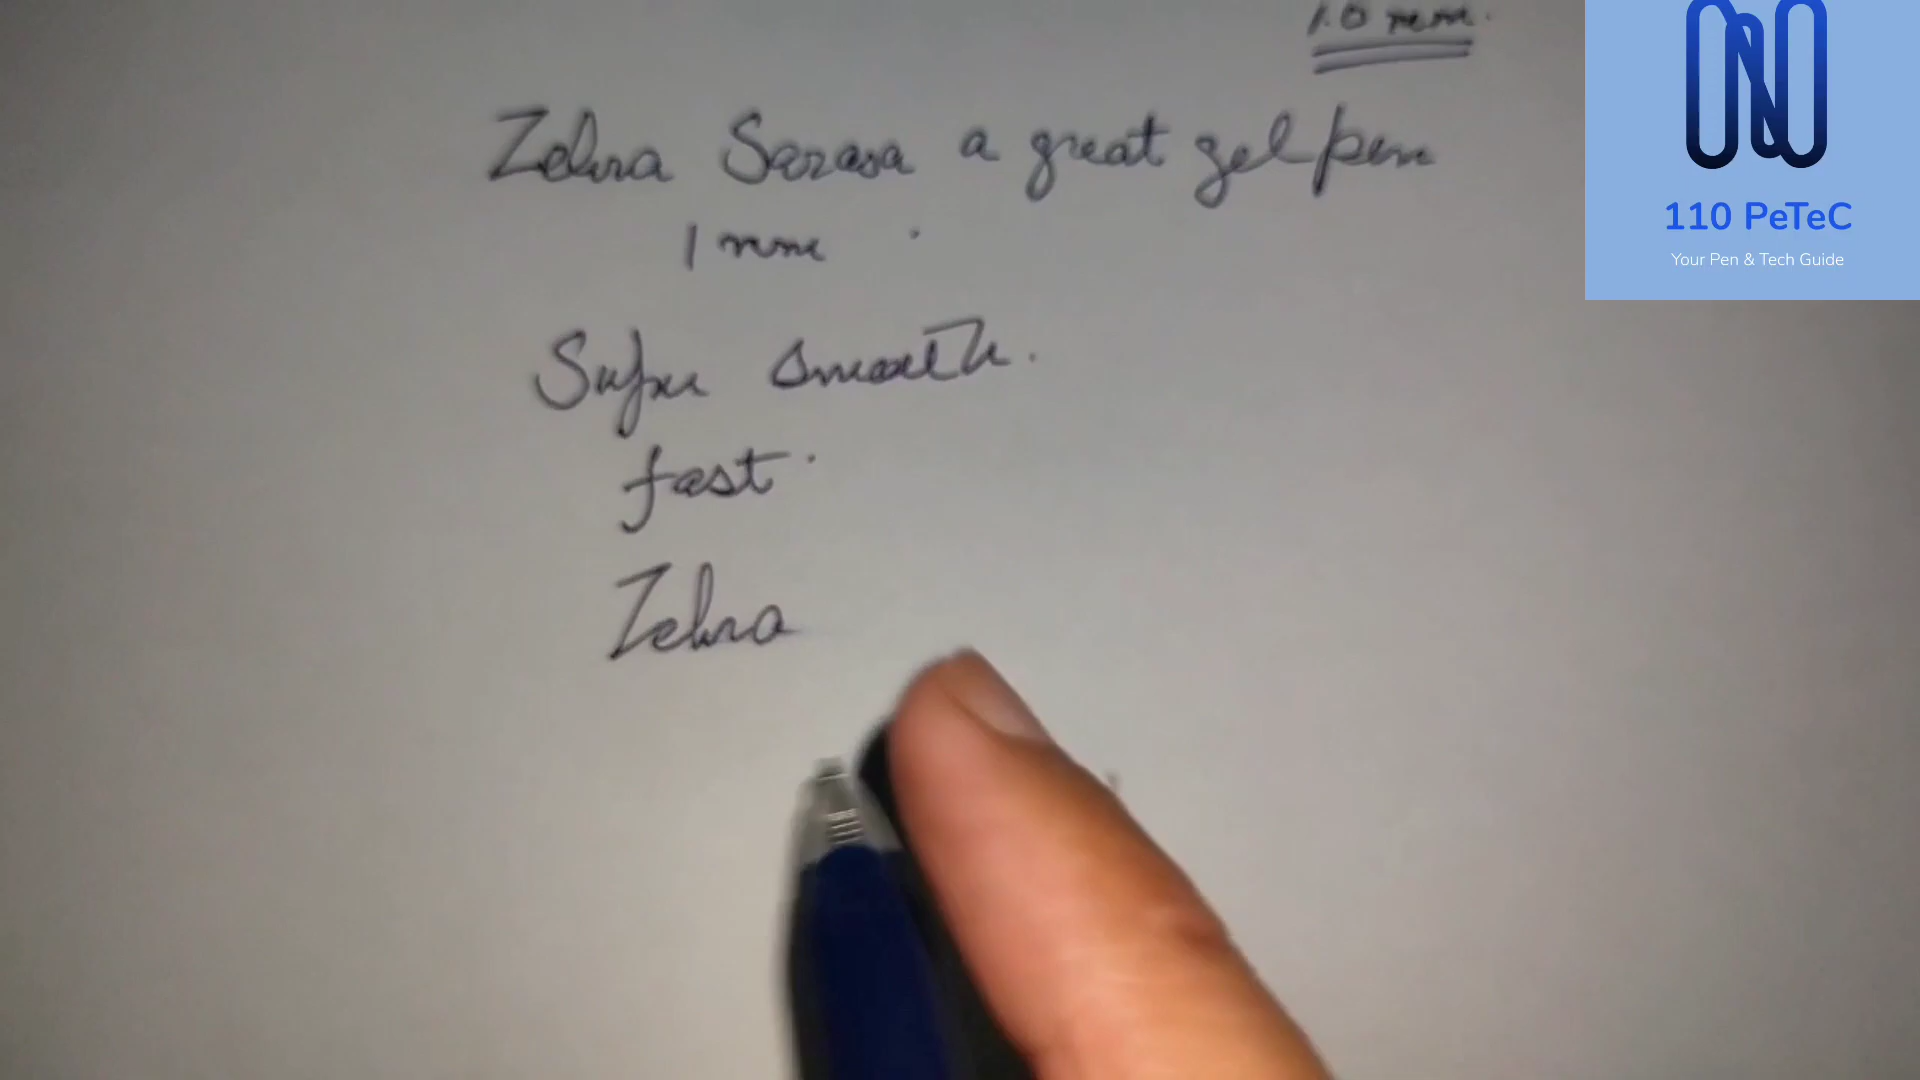 1.0 mm.
Zebra Sarasa a great gel pen
1 mm .
Super smooth.
fast.
Zebra
110 PeTeC
Your Pen & Tech Guide